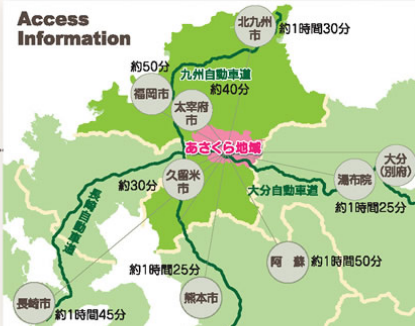 Access
Information
北九州
市
約1時間30分
約50分
九州自動車道
福岡市
太宰府
市
約40分
あさくら地域
大分
(別府)
湯布院
約30分
久留米
市
大分自動車道
約1時間25分
長崎自動車道
約1時間25分
阿蘇
約1時間50分
熊本市
長崎市
約1時間45分